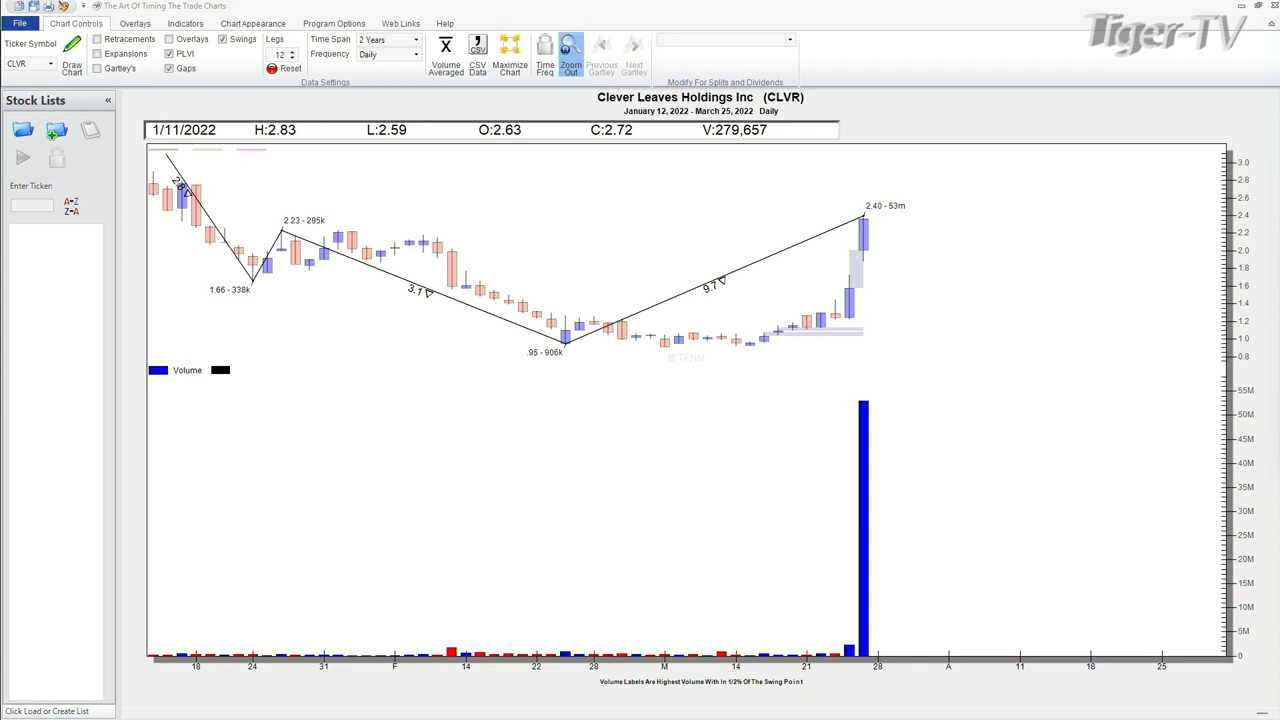 The Art Of Timing The Trade Charts
Tiger-TV
File Chart Controls Overlays Indicators Chart Appearance Program Options Web Links Help
Ticker Symbol
CLVR
Draw Chart
Retracements Overlays Swings
Expansions PLVI
Gartley's Gaps
Legs
12
Reset
Time Span 2 Years
Frequency Daily
Data Settings
Volume Averaged
CSV Data
Maximize Chart
Time Freq
Zoom Out
Previous Gartley
Next Gartley
Modify For Splits and Dividends
Stock Lists «
Enter Ticker:
A-Z
Z-A
Click Load or Create List
Clever Leaves Holdings Inc (CLVR)
January 12, 2022 - March 25, 2022 Daily
1/11/2022 H:2.83 L:2.59 O:2.63 C:2.72 V:279,657
2.23 - 295k
1.66 - 338k
3.1
.95 - 906k
9.7
2.40 - 53m
© TFNN
3.0
2.8
2.6
2.4
2.2
2.0
1.8
1.6
1.4
1.2
1.0
0.8
Volume
55M
50M
45M
40M
35M
30M
25M
20M
15M
10M
5M
0
18 24 31 F 14 22 28 M 14 21 28 A 11 18 25
Volume Labels Are Highest Volume With In 1/2% Of The Swing Point